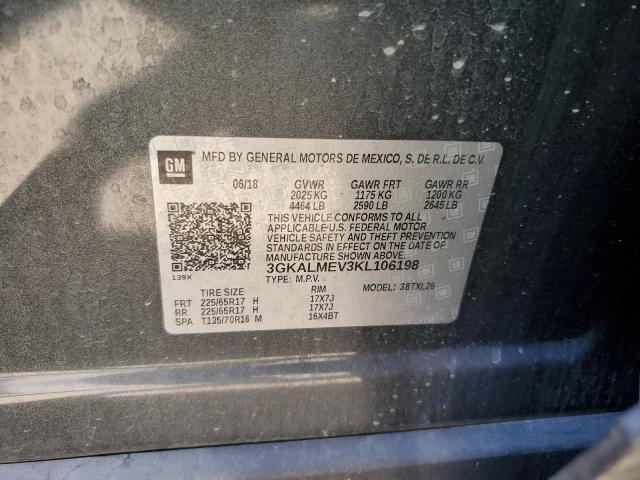 GM MFD BY GENERAL MOTORS DE MEXICO, S. DE R.L. DE C.V.
06/18 GVWR GAWR FRT GAWR RR
2025 KG 1175 KG 1200 KG
4464 LB 2590 LB 2645 LB
THIS VEHICLE CONFORMS TO ALL
APPLICABLE U.S. FEDERAL MOTOR
VEHICLE SAFETY AND THEFT PREVENTION
STANDARDS IN EFFECT ON THE DATE OF
MANUFACTURE SHOWN ABOVE.
139X 3GKALMEV3KL106198
TYPE: M.P.V. MODEL: 38TXL26
TIRE SIZE RIM
FRT 225/65R17 H 17X7J
RR 225/65R17 H 17X7J
SPA T135/70R16 M 16X4BT